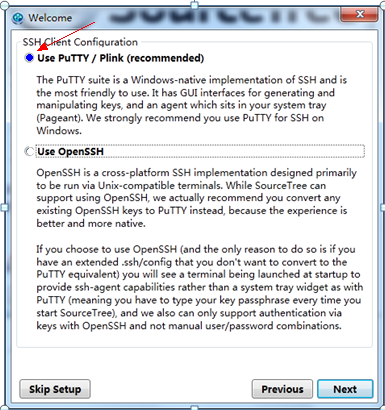 Welcome
SSH Client Configuration
Use PuTTY / Plink (recommended)
The PuTTY suite is a Windows-native implementation of SSH and is
the most friendly to use. It has GUI interfaces for generating and
manipulating keys, and an agent which sits in your system tray
(Pageant). We strongly recommend you use PuTTY for SSH on
Windows.
Use OpenSSH
OpenSSH is a cross-platform SSH implementation designed primarily
to be run via Unix-compatible terminals. While SourceTree can
support using OpenSSH, we actually recommend you convert any
existing OpenSSH keys to PuTTY instead, because the experience is
better and more native.
If you choose to use OpenSSH (and the only reason to do so is if you
have an extended .ssh/config that you don't want to convert to the
PuTTY equivalent) you will see a terminal being launched at startup to
provide ssh-agent capabilities rather than a system tray widget as with
PuTTY (meaning you have to type your key passphrase every time you
start SourceTree), and we also can only support authentication via
keys with OpenSSH and not manual user/password combinations.
Skip Setup
Previous
Next